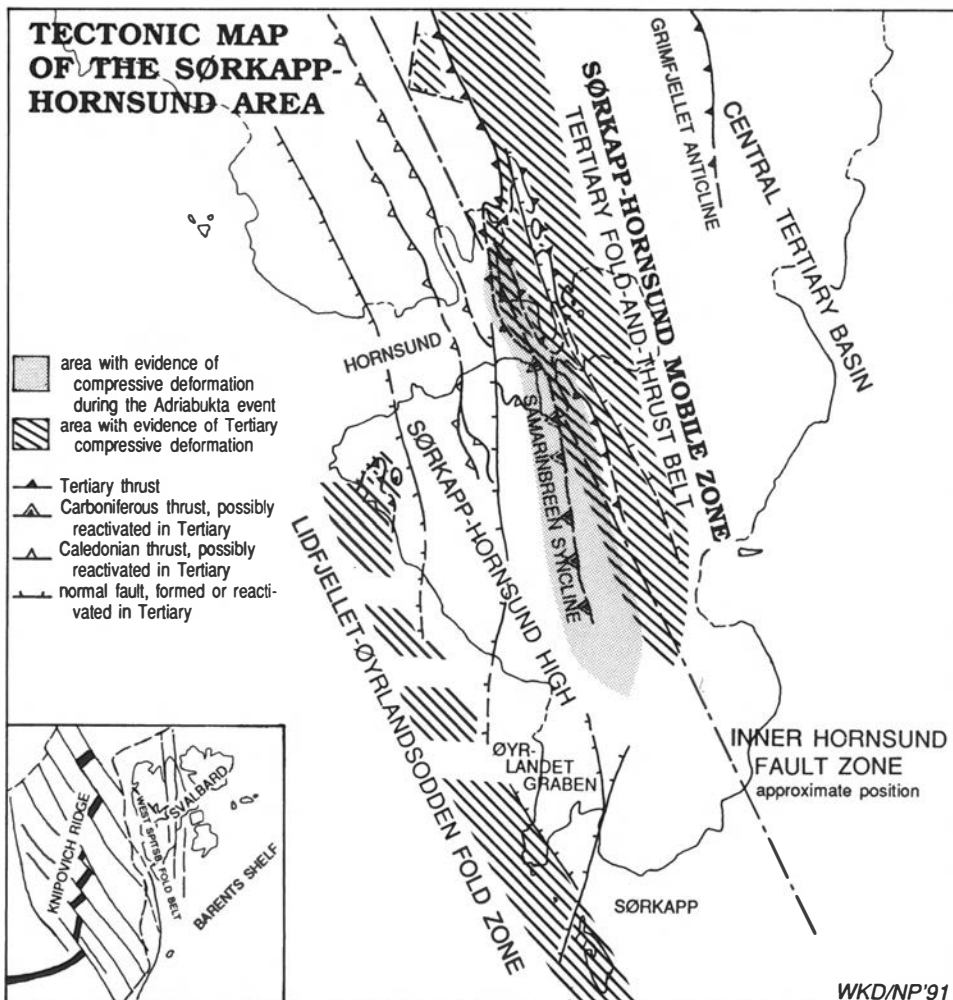 TECTONIC MAP
OF THE SØRKAPP-
HORNSUND AREA
GRIMFJELLET ANTICLINE
CENTRAL TERTIARY BASIN
SØRKAPP-HORNSUND MOBILE ZONE
TERTIARY FOLD-AND-THRUST BELT
HORNSUND
area with evidence of
compressive deformation
during the Adriabukta event
area with evidence of Tertiary
compressive deformation
Tertiary thrust
Carboniferous thrust, possibly
reactivated in Tertiary
Caledonian thrust, possibly
reactivated in Tertiary
normal fault, formed or reacti-
vated in Tertiary
SAMARINBREEN SYNCLINE
SØRKAPP-HORNSUND HIGH
LIDFJELLET-ØYRLANDSODDEN FOLD ZONE
ØYR-
LANDET
GRABEN
INNER HORNSUND
FAULT ZONE
approximate position
SØRKAPP
KNIPOVICH RIDGE
WEST SPITSB. FOLD BELT
SVALBARD
BARENTS SHELF
WKD/NP'91